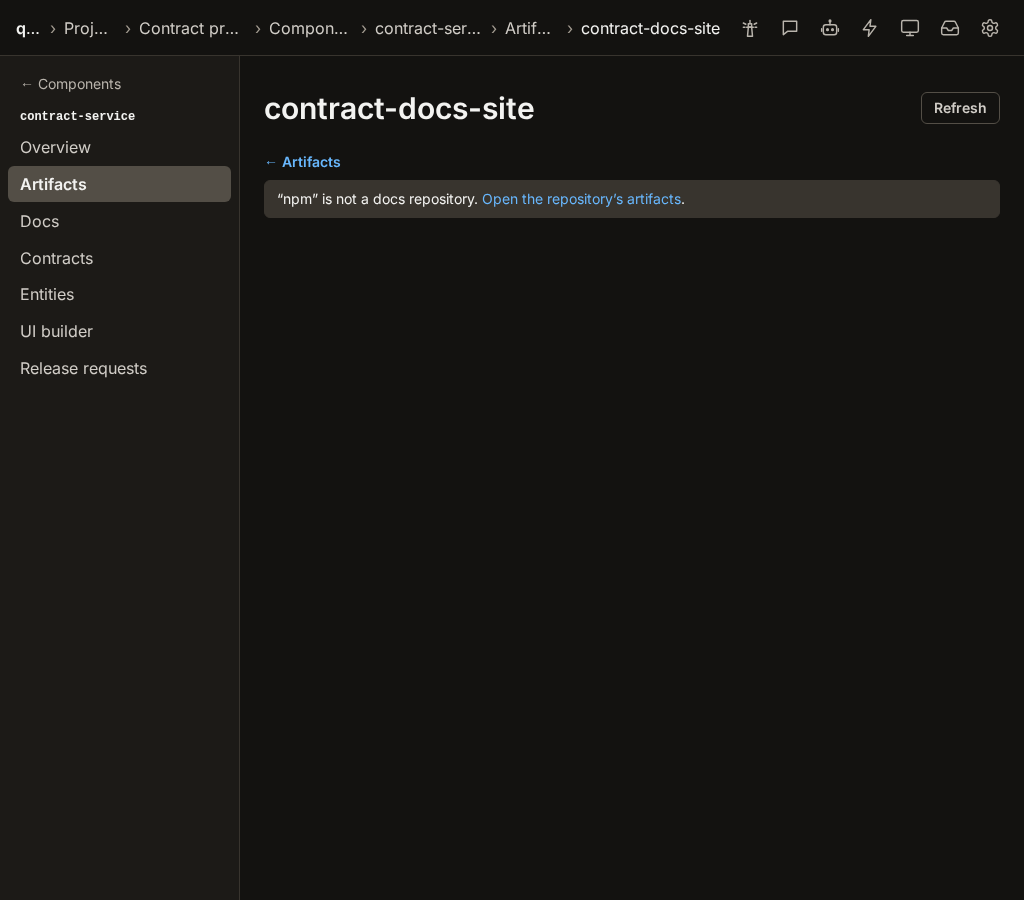 q... › Proj... › Contract pr... › Compon... › contract-ser... › Artif... › contract-docs-site
← Components
contract-service
Overview
Artifacts
Docs
Contracts
Entities
UI builder
Release requests
contract-docs-site
Refresh
← Artifacts
“npm” is not a docs repository. Open the repository’s artifacts.